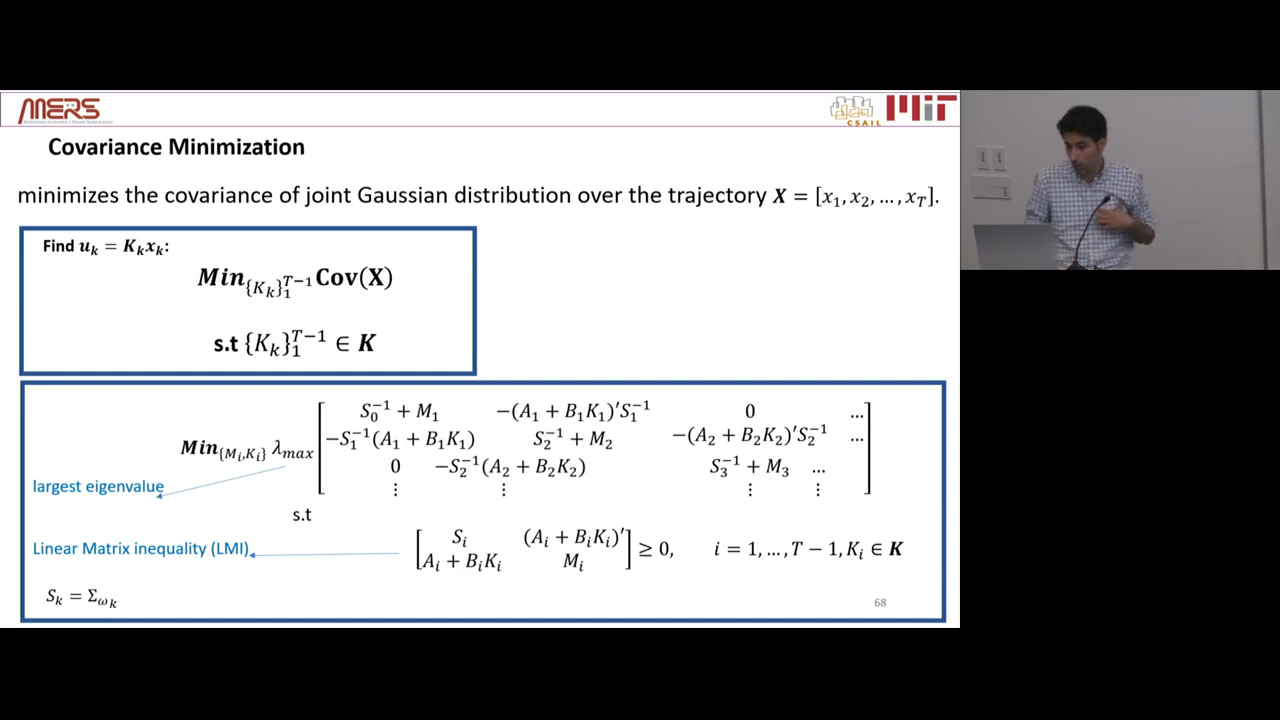 MERS
CSAIL
MIT
Covariance Minimization
minimizes the covariance of joint Gaussian distribution over the trajectory X = [x₁, x₂, …, x_T].
Find u_k = K_k x_k:
Min_{{K_k}₁^{T−1}} Cov(X)
s.t {K_k}₁^{T−1} ∈ K
S₀⁻¹ + M₁ −(A₁ + B₁K₁)′S₁⁻¹ 0 …
Min_{{M_i,K_i}} λ_max −S₁⁻¹(A₁ + B₁K₁) S₂⁻¹ + M₂ −(A₂ + B₂K₂)′S₂⁻¹ …
0 −S₂⁻¹(A₂ + B₂K₂) S₃⁻¹ + M₃ …
largest eigenvalue ⋮ ⋮ ⋮ ⋮
s.t
S_i (A_i + B_iK_i)′
Linear Matrix inequality (LMI) ≥ 0, i = 1, …, T − 1, K_i ∈ K
A_i + B_iK_i M_i
S_k = Σ_{ω_k}
68